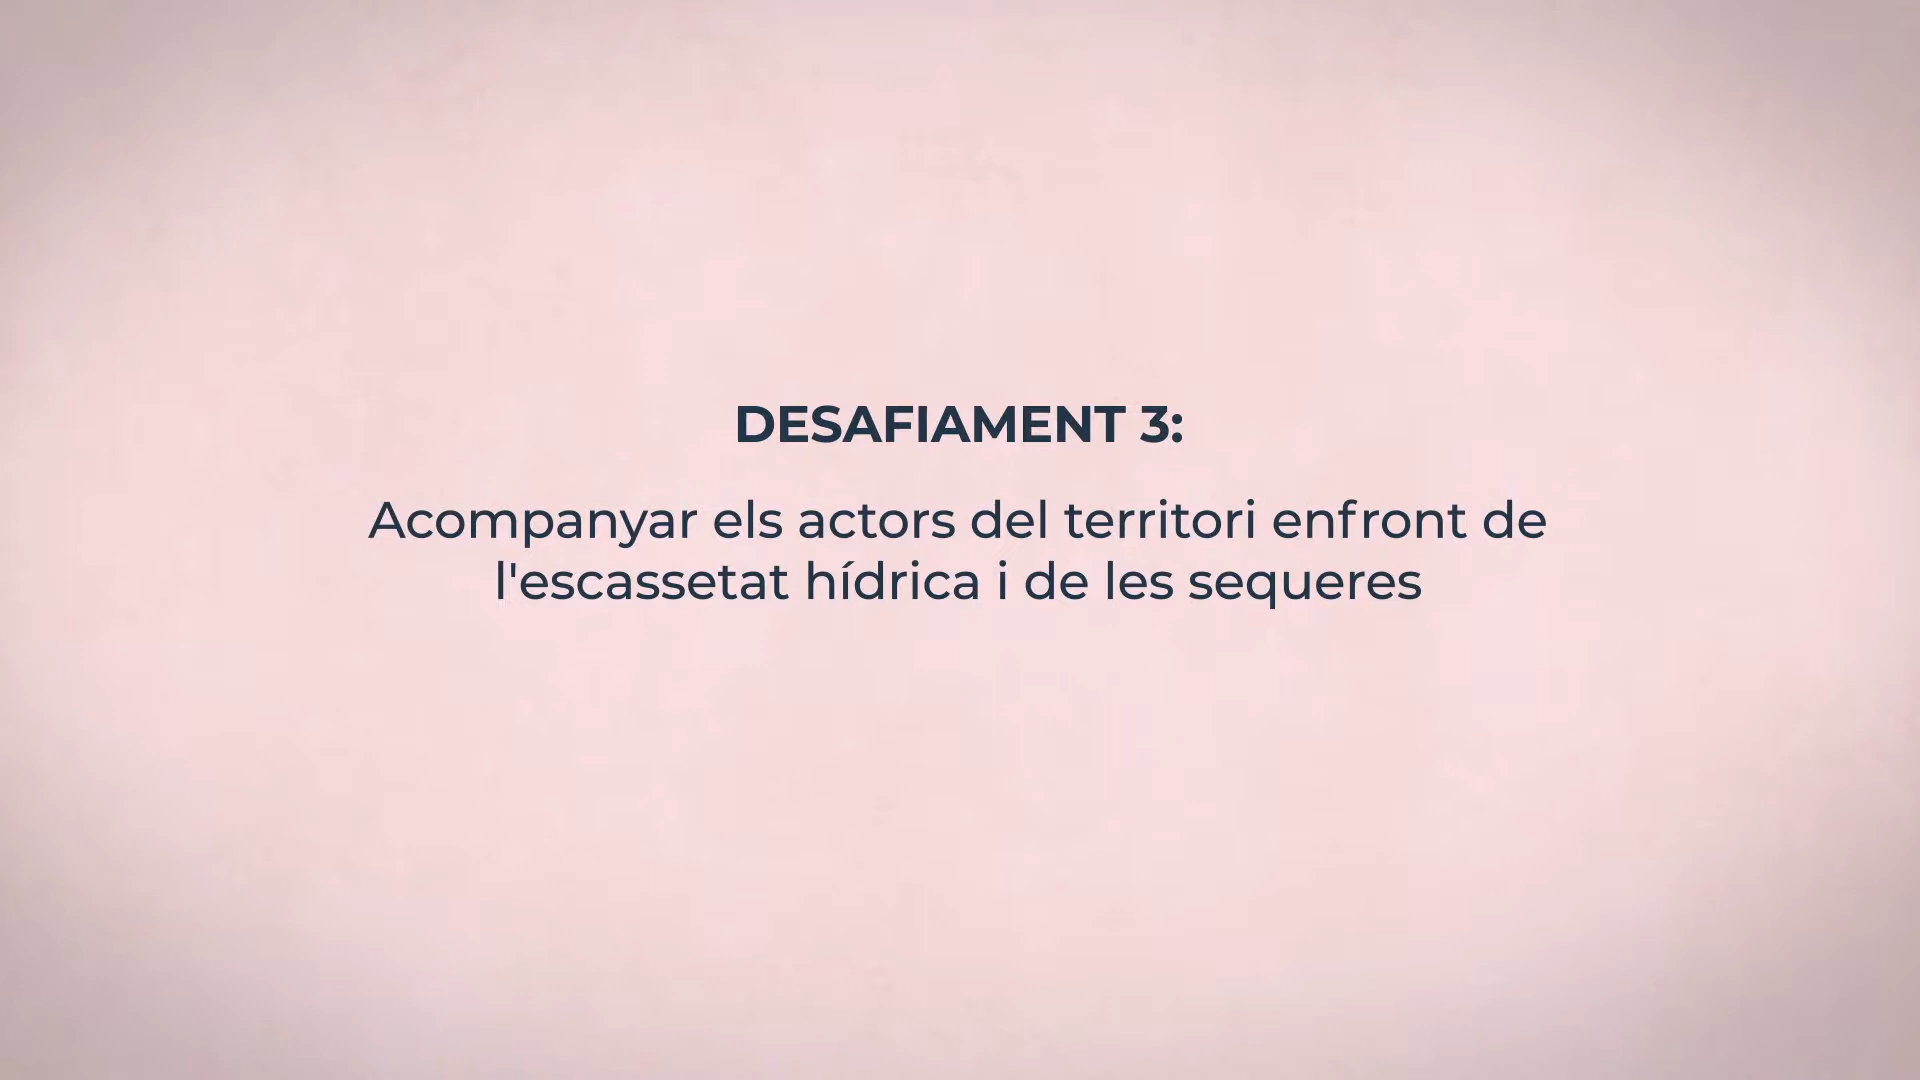 DESAFIAMENT 3:
Acompanyar els actors del territori enfront de
l'escassetat hídrica i de les sequeres